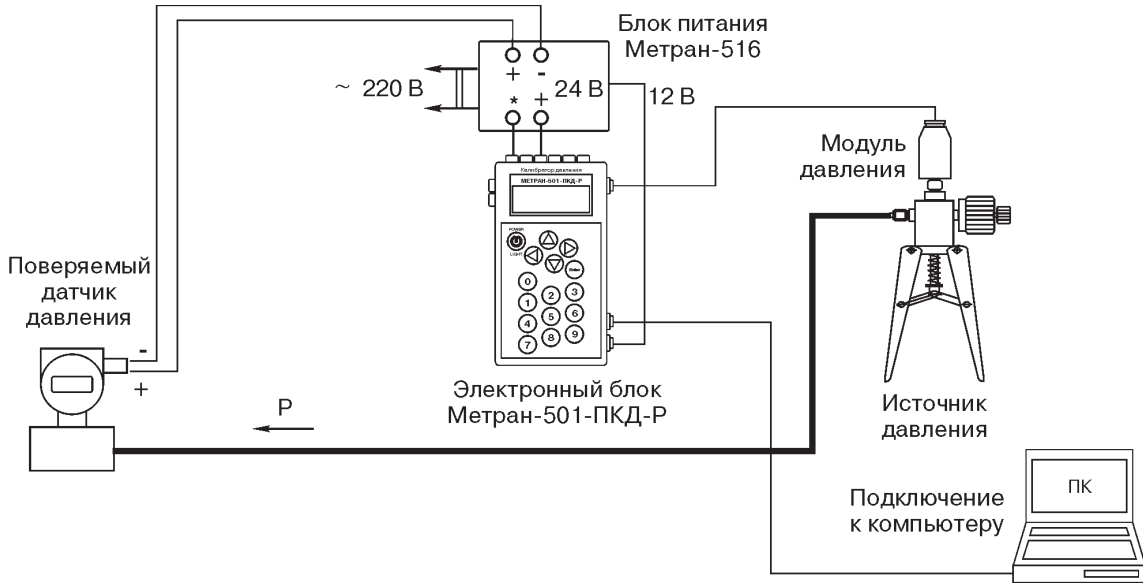 Блок питания
Метран-516
+ -
~ 220 В
24 В
12 В
* +
Калибратор давления
МЕТРАН-501-ПКД-Р
POWER
LIGHT
Enter
0
1 2 3
4 5 6
7 8 9
Модуль
давления
Поверяемый
датчик
давления
-
+
Электронный блок
Метран-501-ПКД-Р
P
Источник
давления
Подключение
к компьютеру
ПК